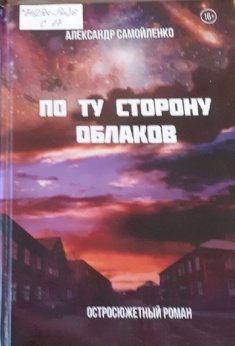 16+
АЛЕКСАНДР САМОЙЛЕНКО
ПО ТУ СТОРОНУ
ОБЛАКОВ
ОСТРОСЮЖЕТНЫЙ РОМАН